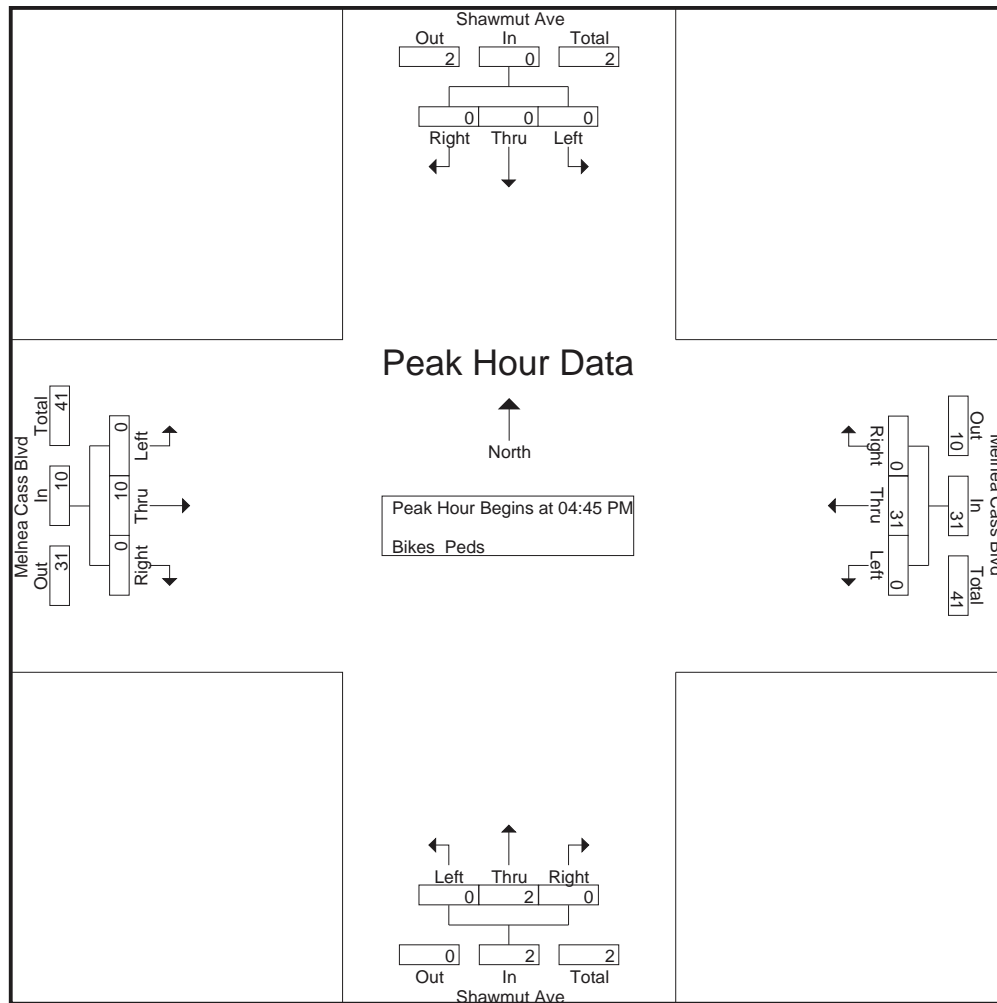 Shawmut Ave
Out In Total
2 0 2
0 0 0
Right Thru Left
Peak Hour Data
North
Peak Hour Begins at 04:45 PM
Bikes Peds
Melnea Cass Blvd
Out In Total
31 10 41
Right Thru Left
0 10 0
Melnea Cass Blvd
Out In Total
10 31 41
Right Thru Left
0 31 0
Left Thru Right
0 2 0
0 2 2
Out In Total
Shawmut Ave